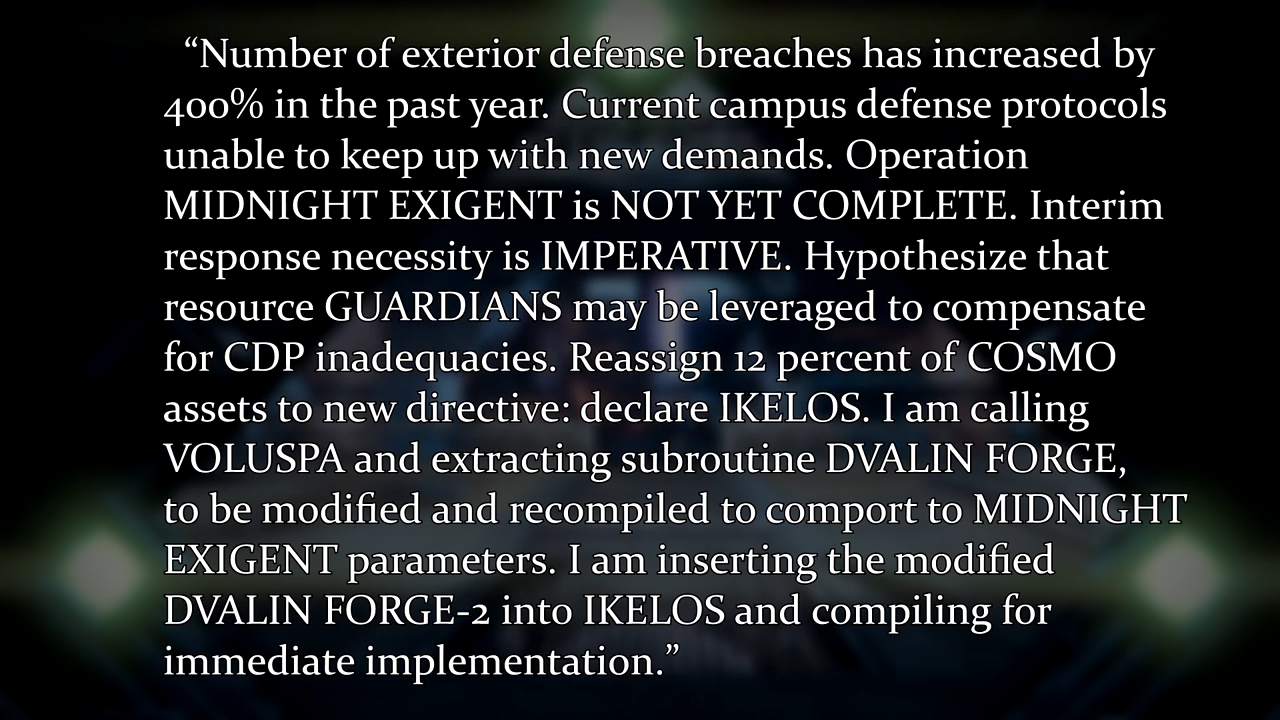 “Number of exterior defense breaches has increased by
400% in the past year. Current campus defense protocols
unable to keep up with new demands. Operation
MIDNIGHT EXIGENT is NOT YET COMPLETE. Interim
response necessity is IMPERATIVE. Hypothesize that
resource GUARDIANS may be leveraged to compensate
for CDP inadequacies. Reassign 12 percent of COSMO
assets to new directive: declare IKELOS. I am calling
VOLUSPA and extracting subroutine DVALIN FORGE,
to be modified and recompiled to comport to MIDNIGHT
EXIGENT parameters. I am inserting the modified
DVALIN FORGE-2 into IKELOS and compiling for
immediate implementation.”